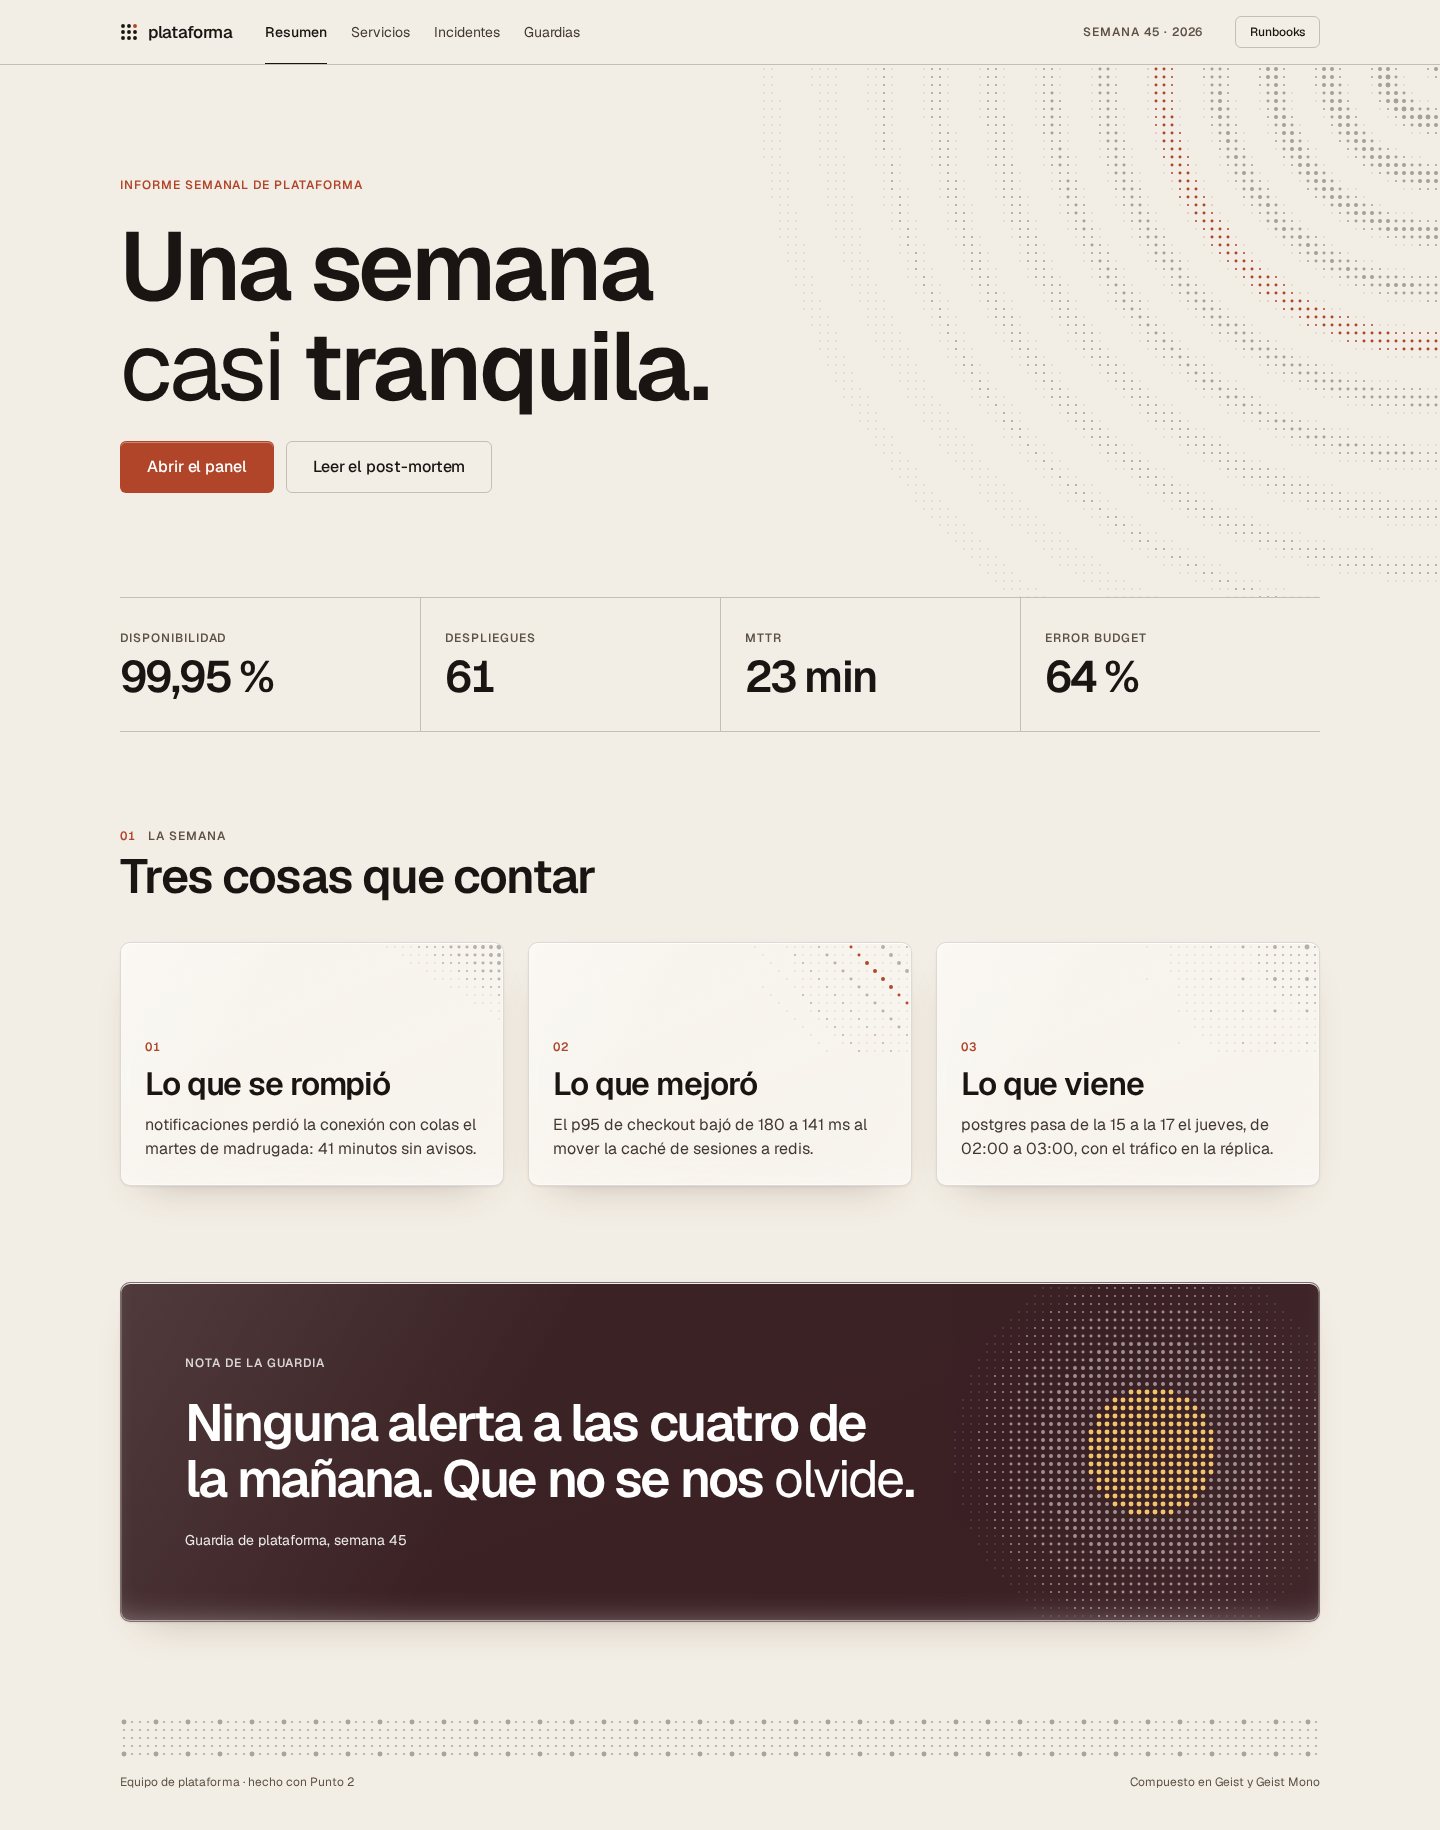 plataforma
Resumen
Servicios
Incidentes
Guardias
SEMANA 45 · 2026
Runbooks
INFORME SEMANAL DE PLATAFORMA
Una semana
casi tranquila.
Abrir el panel
Leer el post-mortem
DISPONIBILIDAD
99,95 %
DESPLIEGUES
61
MTTR
23 min
ERROR BUDGET
64 %
01 LA SEMANA
Tres cosas que contar
01
Lo que se rompió
notificaciones perdió la conexión con colas el
martes de madrugada: 41 minutos sin avisos.
02
Lo que mejoró
El p95 de checkout bajó de 180 a 141 ms al
mover la caché de sesiones a redis.
03
Lo que viene
postgres pasa de la 15 a la 17 el jueves, de
02:00 a 03:00, con el tráfico en la réplica.
NOTA DE LA GUARDIA
Ninguna alerta a las cuatro de
la mañana. Que no se nos olvide.
Guardia de plataforma, semana 45
Equipo de plataforma · hecho con Punto 2
Compuesto en Geist y Geist Mono